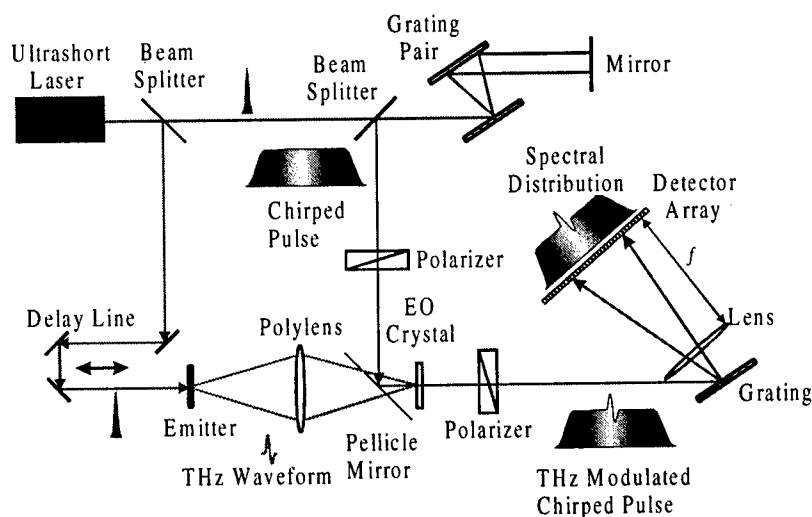 Ultrashort
Laser
Beam
Splitter
Beam
Splitter
Grating
Pair
Mirror
Chirped
Pulse
Spectral
Distribution
Detector
Array
Polarizer
f
Delay Line
Polylens
EO
Crystal
Lens
Emitter
THz Waveform
Pellicle
Mirror
Polarizer
Grating
THz Modulated
Chirped Pulse